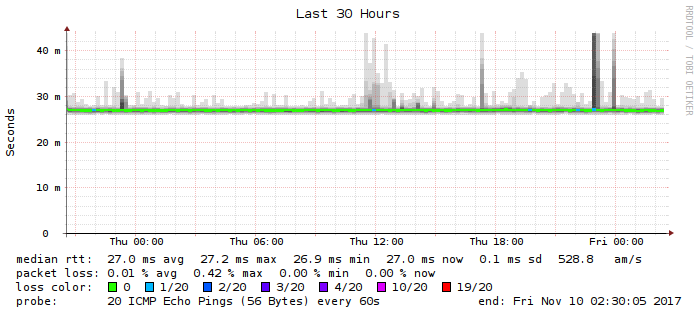 Last 30 Hours
RRDTOOL / TOBI OETIKER
Seconds
40 m
30 m
20 m
10 m
0
Thu 00:00 Thu 06:00 Thu 12:00 Thu 18:00 Fri 00:00
median rtt: 27.0 ms avg 27.2 ms max 26.9 ms min 27.0 ms now 0.1 ms sd 528.8 am/s
packet loss: 0.01 % avg 0.42 % max 0.00 % min 0.00 % now
loss color: 0 1/20 2/20 3/20 4/20 10/20 19/20
probe: 20 ICMP Echo Pings (56 Bytes) every 60s end: Fri Nov 10 02:30:05 2017